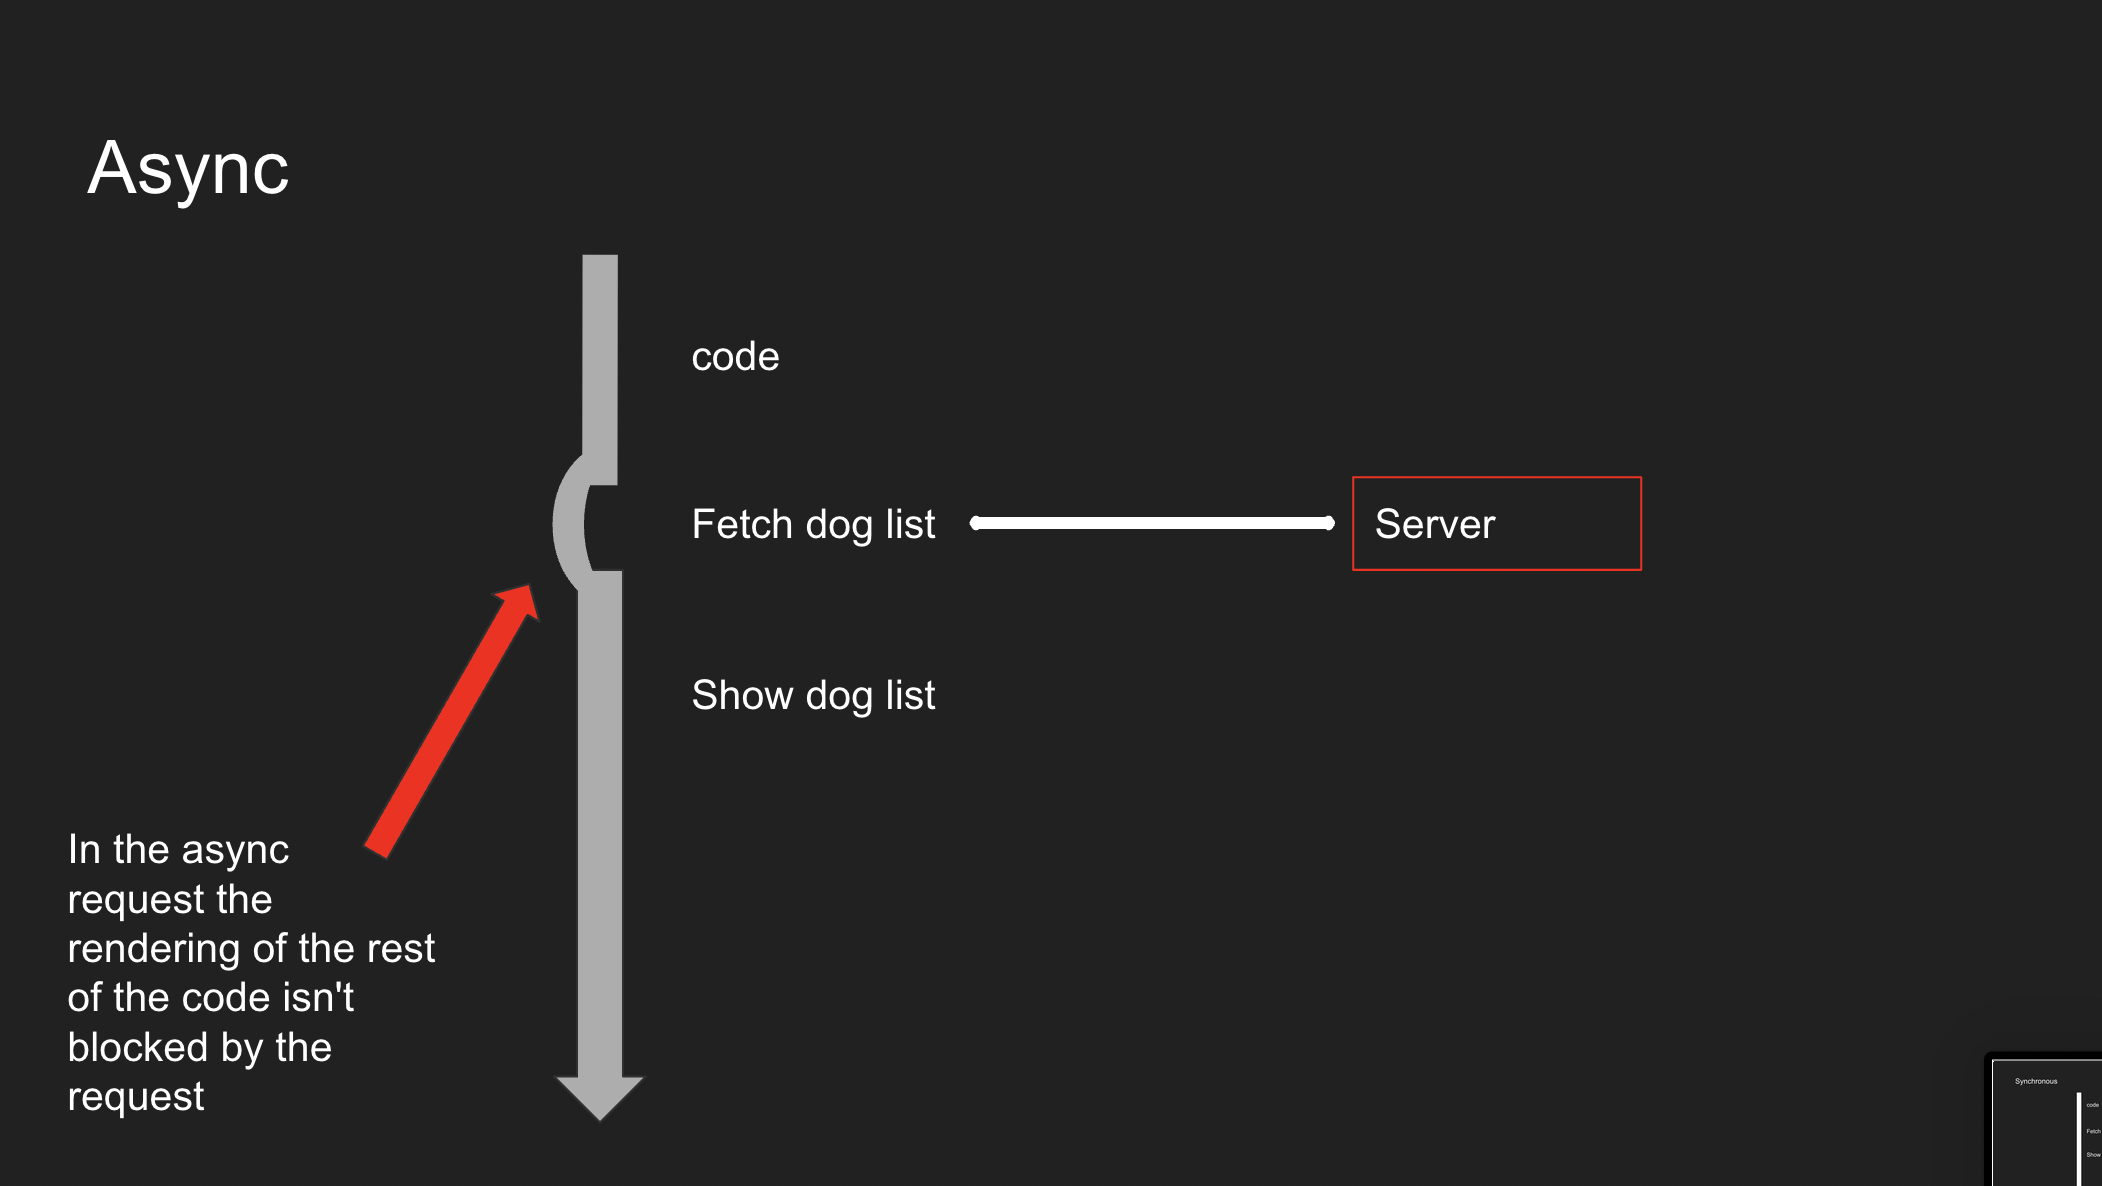 Async
code
Fetch dog list
Server
Show dog list
In the async
request the
rendering of the rest
of the code isn't
blocked by the
request
Synchronous
code
Fetch
Show